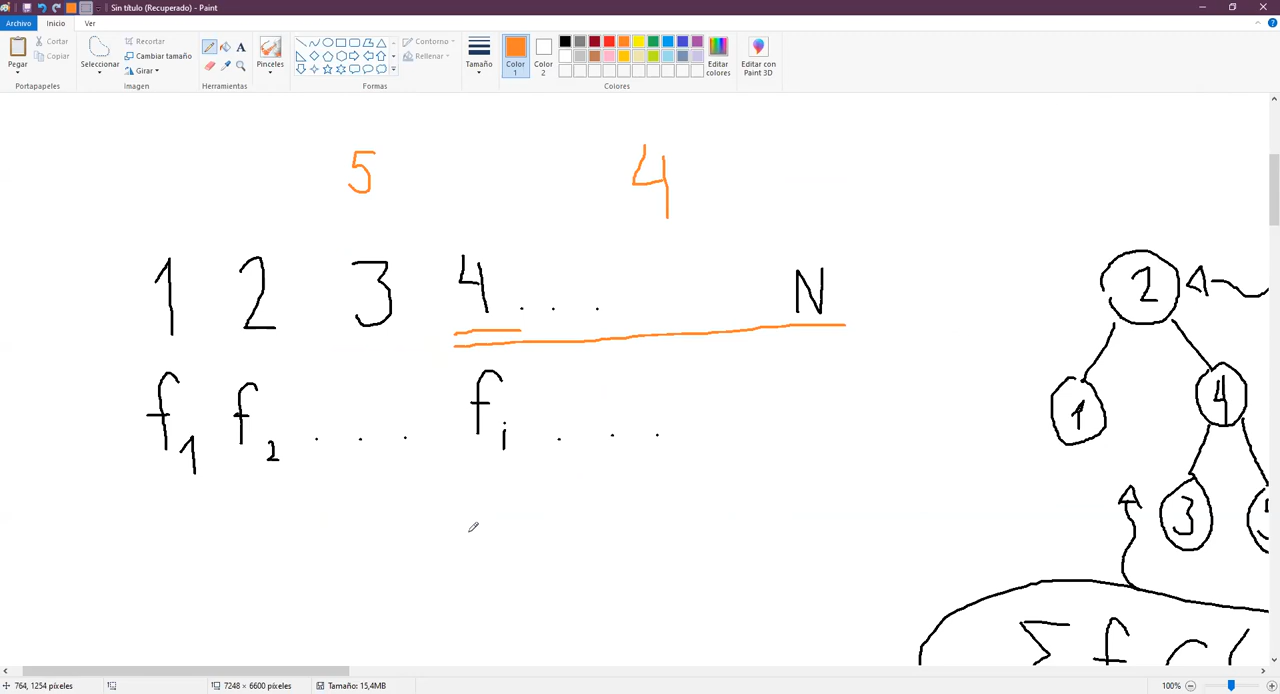 Sin título (Recuperado) - Paint
Archivo Inicio Ver
Pegar Cortar Copiar Portapapeles
Seleccionar Recortar Cambiar tamaño Girar Imagen
A Herramientas
Pinceles
Contorno Rellenar Formas
Tamaño
Color 1 Color 2 Editar colores Colores
Editar con Paint 3D
5 4
1 2 3 4 . . . N
f1 f2 . . . fi . . .
2
1 4
3 5
Σ f C(
764, 1254 píxeles 7248 × 6600 píxeles Tamaño: 15,4MB 100%